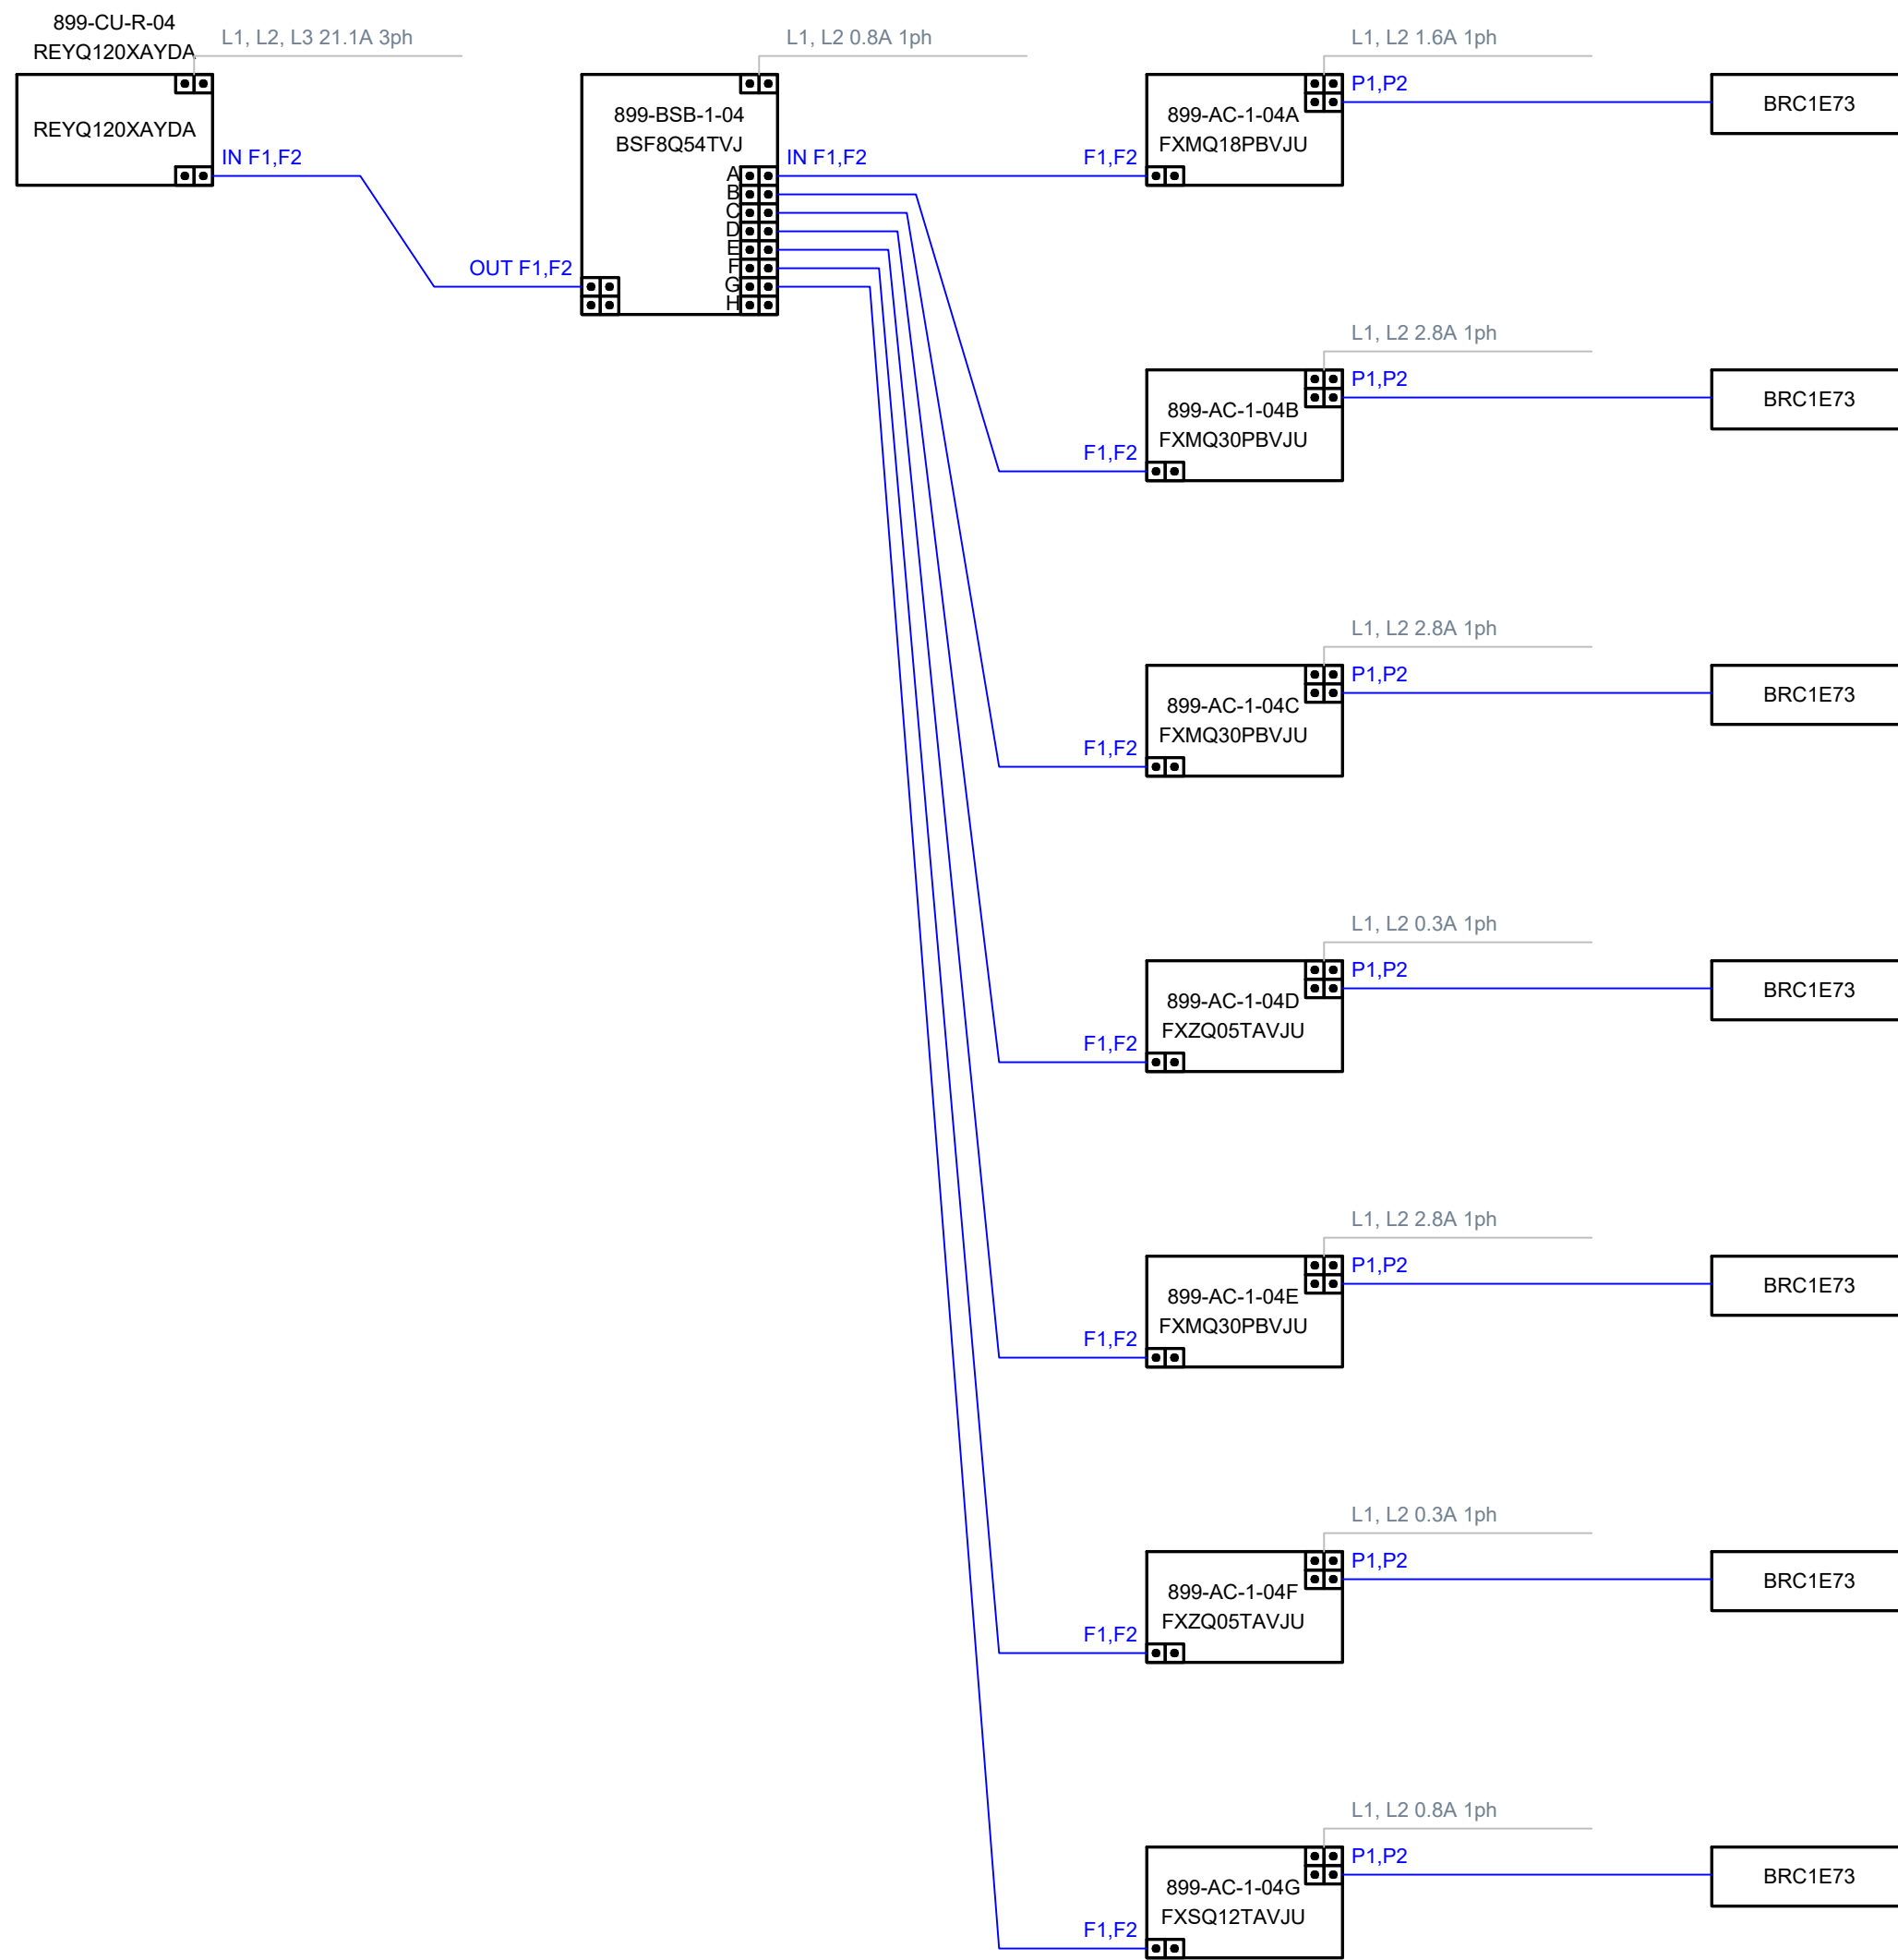 899-CU-R-04
REYQ120XAYDA
L1, L2, L3 21.1A 3ph
REYQ120XAYDA
IN F1,F2
OUT F1,F2
L1, L2 0.8A 1ph
899-BSB-1-04
BSF8Q54TVJ
IN F1,F2
A
B
C
D
E
F
G
H
L1, L2 1.6A 1ph
P1,P2
899-AC-1-04A
FXMQ18PBVJU
F1,F2
BRC1E73
L1, L2 2.8A 1ph
P1,P2
899-AC-1-04B
FXMQ30PBVJU
F1,F2
BRC1E73
L1, L2 2.8A 1ph
P1,P2
899-AC-1-04C
FXMQ30PBVJU
F1,F2
BRC1E73
L1, L2 0.3A 1ph
P1,P2
899-AC-1-04D
FXZQ05TAVJU
F1,F2
BRC1E73
L1, L2 2.8A 1ph
P1,P2
899-AC-1-04E
FXMQ30PBVJU
F1,F2
BRC1E73
L1, L2 0.3A 1ph
P1,P2
899-AC-1-04F
FXZQ05TAVJU
F1,F2
BRC1E73
L1, L2 0.8A 1ph
P1,P2
899-AC-1-04G
FXSQ12TAVJU
F1,F2
BRC1E73